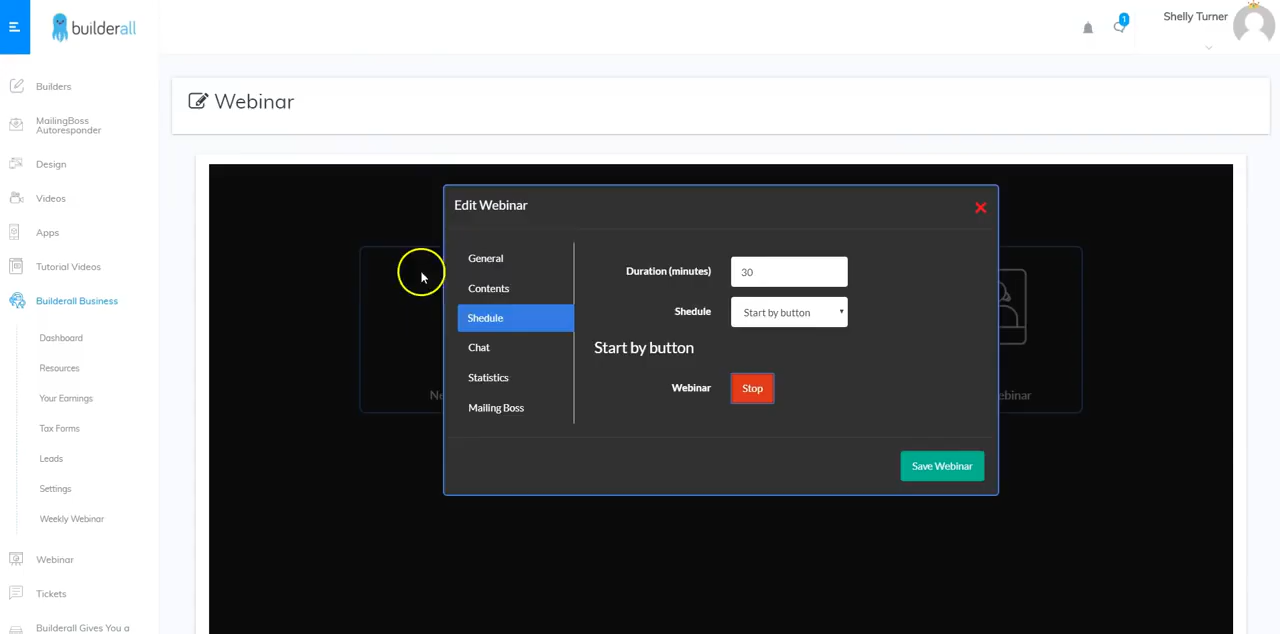 builderall
1
Shelly Turner
Builders
MailingBoss
Autoresponder
Design
Videos
Apps
Tutorial Videos
Builderall Business
Dashboard
Resources
Your Earnings
Tax Forms
Leads
Settings
Weekly Webinar
Webinar
Tickets
Builderall Gives You a
Webinar
Edit Webinar
General
Contents
Shedule
Chat
Statistics
Mailing Boss
Duration (minutes)
30
Shedule
Start by button
Start by button
Webinar
Stop
Save Webinar